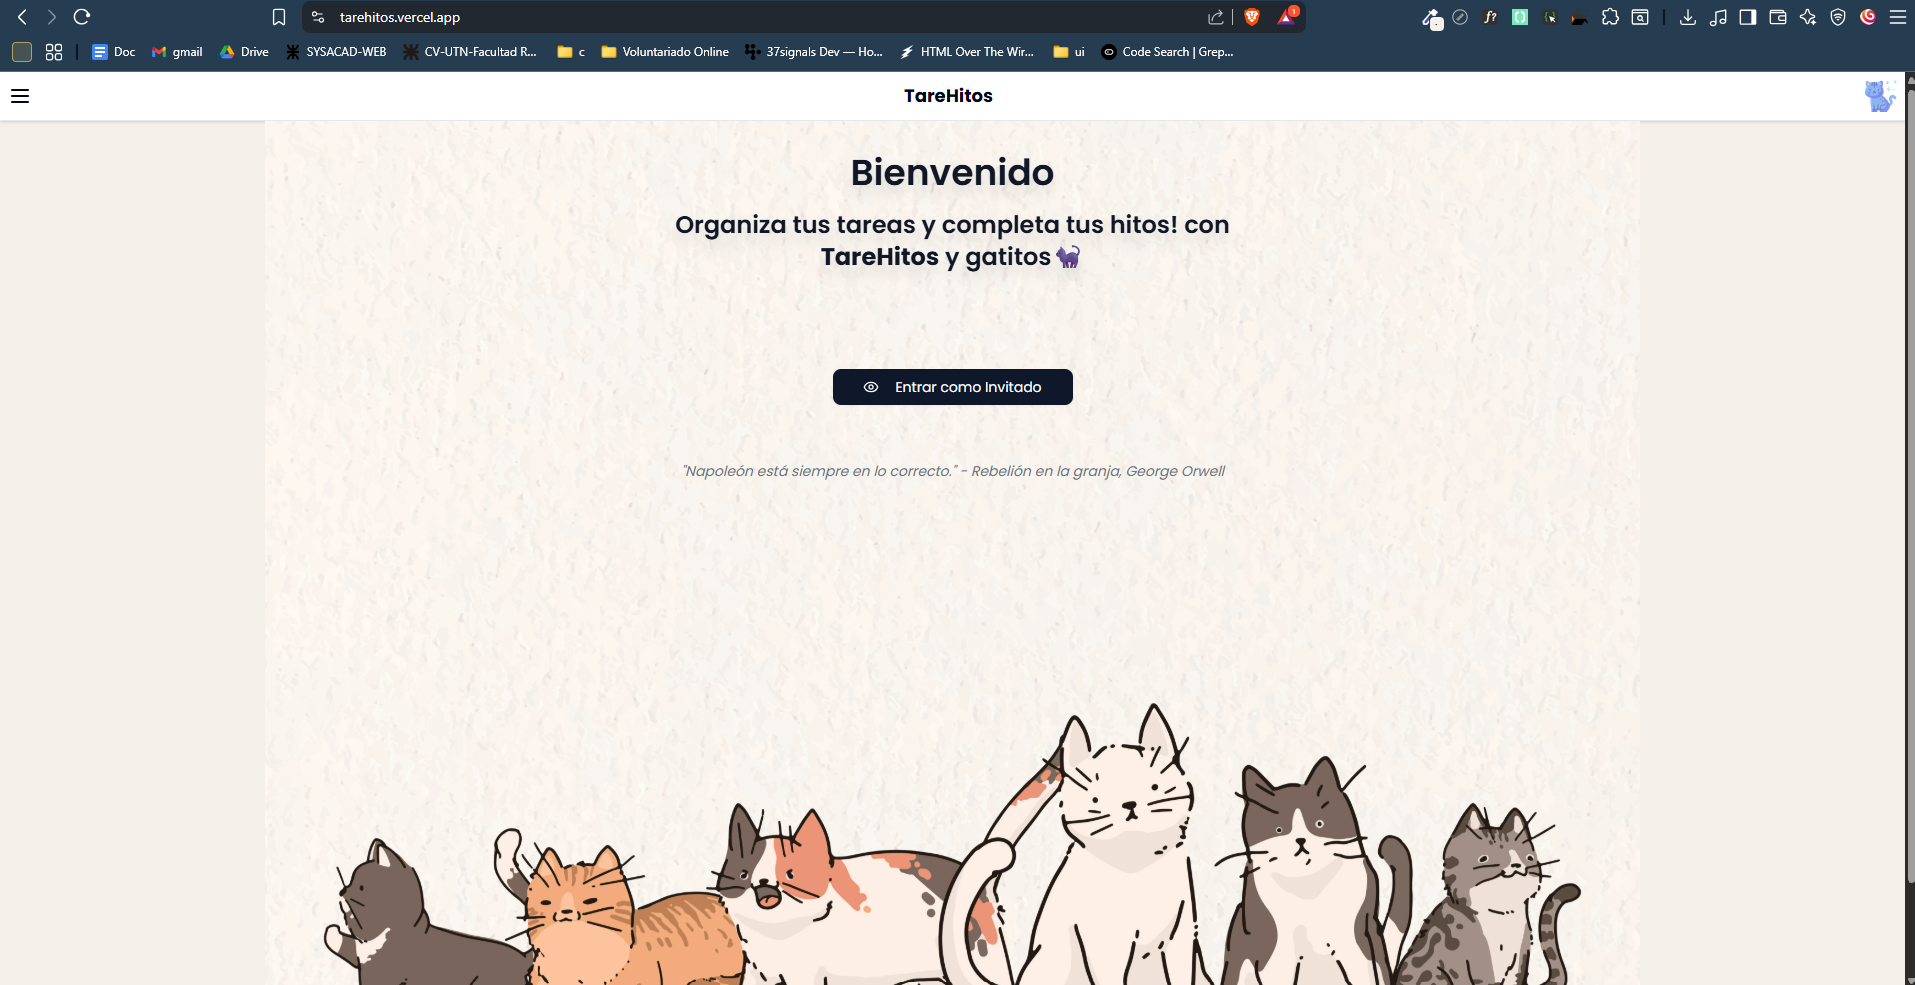 tarehitos.vercel.app
1
f?
Doc
gmail
Drive
SYSACAD-WEB
CV-UTN-Facultad R...
c
Voluntariado Online
37signals Dev — Ho...
HTML Over The Wir...
ui
Code Search | Grep...
TareHitos
Bienvenido
Organiza tus tareas y completa tus hitos! con
TareHitos y gatitos
Entrar como Invitado
"Napoleón está siempre en lo correcto." - Rebelión en la granja, George Orwell